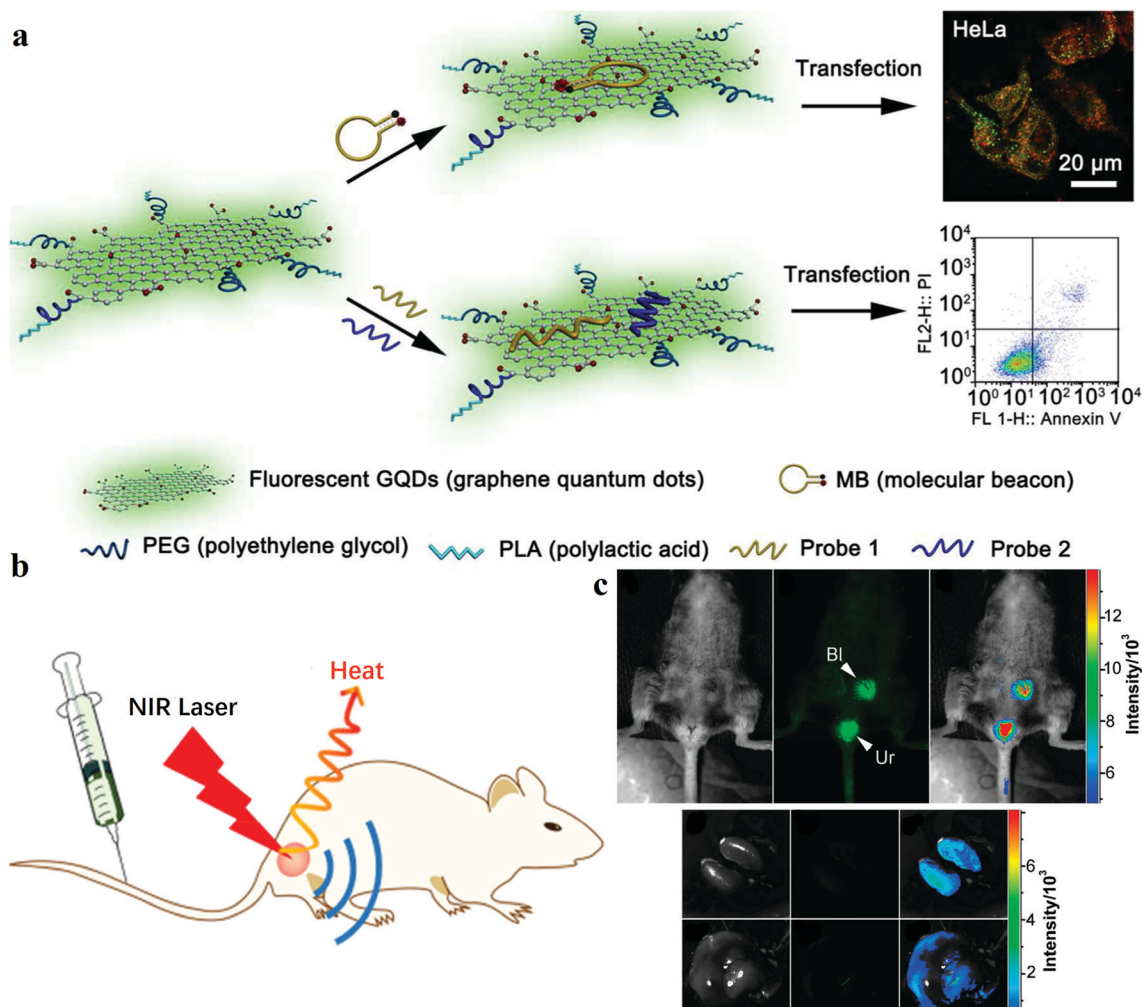 a
HeLa
Transfection
20 µm
Transfection
FL2-H:: PI
10⁴
10³
10²
10¹
10⁰
10⁰ 10¹ 10² 10³ 10⁴
FL 1-H:: Annexin V
Fluorescent GQDs (graphene quantum dots)
MB (molecular beacon)
PEG (polyethylene glycol)
PLA (polylactic acid)
Probe 1
Probe 2
b
Heat
NIR Laser
c
Bl
Ur
12
10
8
6
Intensity/10³
6
4
2
Intensity/10³